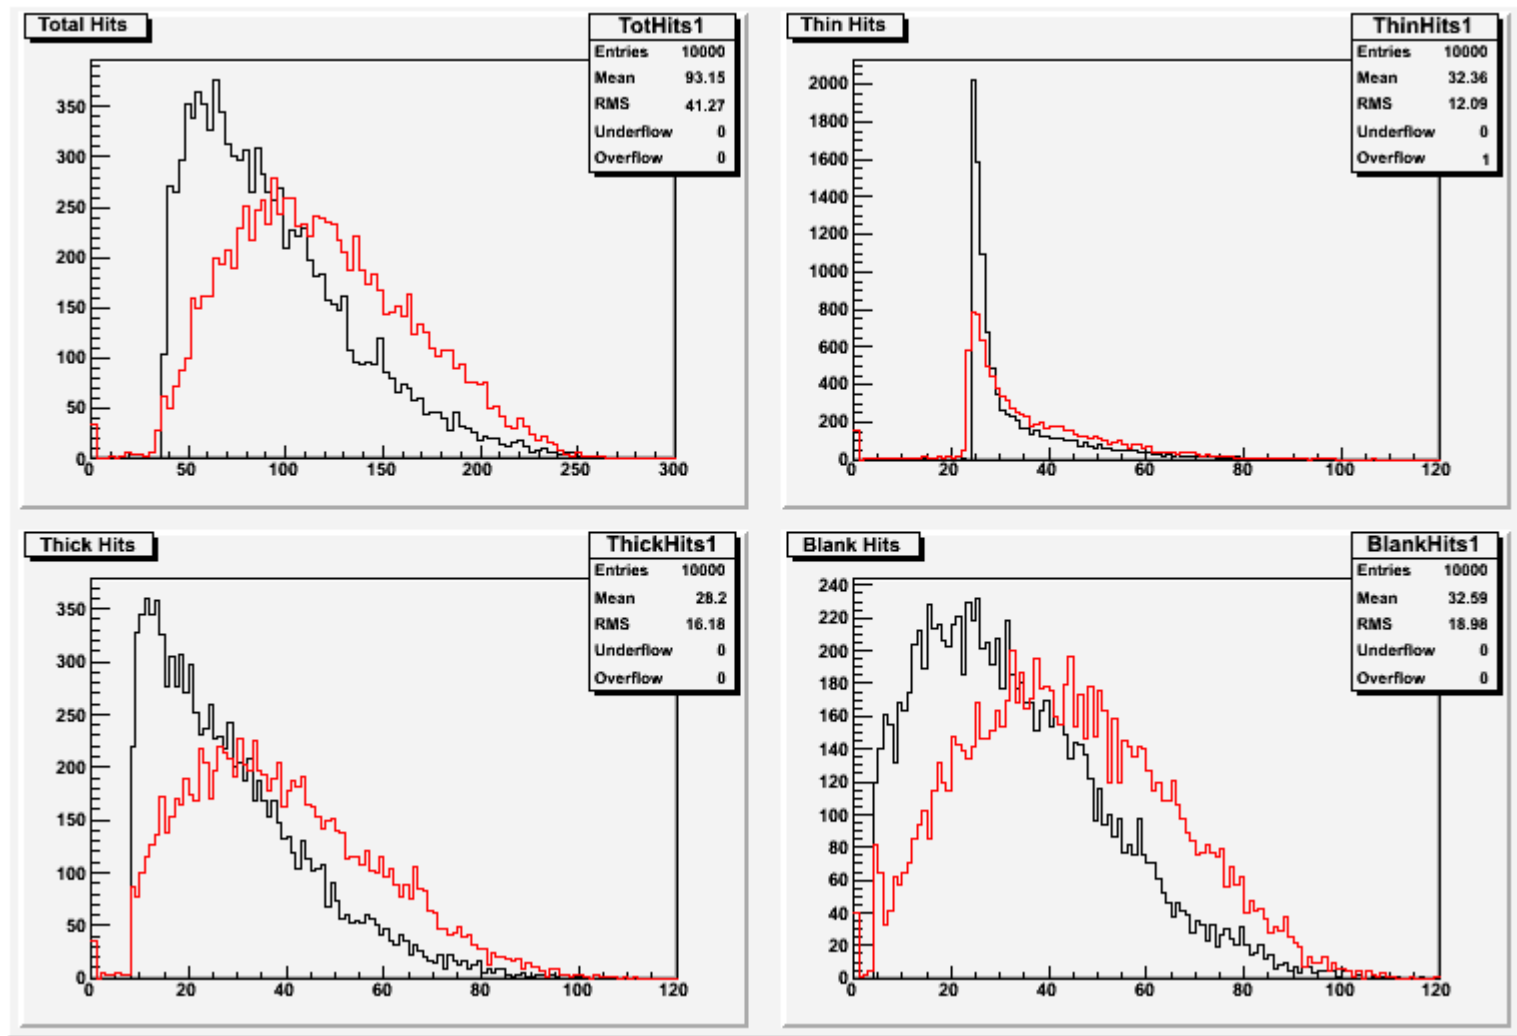 Total Hits
TotHits1
Entries 10000
Mean 93.15
RMS 41.27
Underflow 0
Overflow 0
350
300
250
200
150
100
50
0
0 50 100 150 200 250 300
Thin Hits
ThinHits1
Entries 10000
Mean 32.36
RMS 12.09
Underflow 0
Overflow 1
2000
1800
1600
1400
1200
1000
800
600
400
200
0
0 20 40 60 80 100 120
Thick Hits
ThickHits1
Entries 10000
Mean 28.2
RMS 16.18
Underflow 0
Overflow 0
350
300
250
200
150
100
50
0
0 20 40 60 80 100 120
Blank Hits
BlankHits1
Entries 10000
Mean 32.59
RMS 18.98
Underflow 0
Overflow 0
240
220
200
180
160
140
120
100
80
60
40
20
0
0 20 40 60 80 100 120